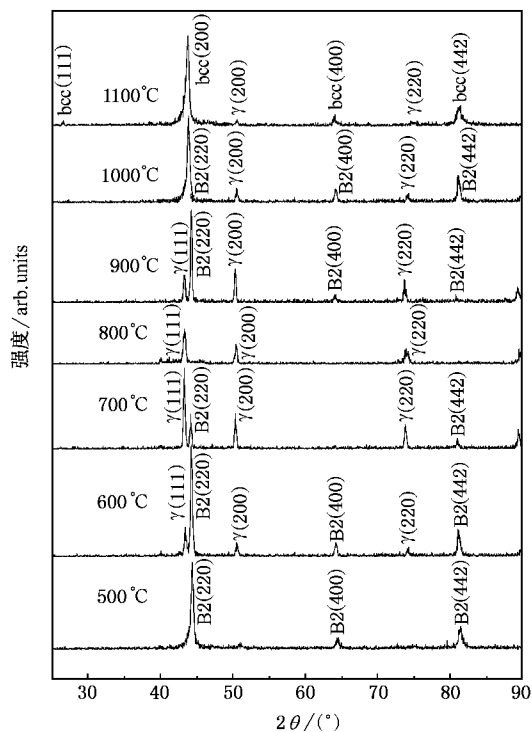 bcc(111)
1100℃
bcc(200)
γ(200)
bcc(400)
γ(220)
bcc(442)
1000℃
B2(220)
γ(200)
B2(400)
γ(220)
B2(442)
900℃
γ(111)
B2(220)
γ(200)
B2(400)
γ(220)
B2(442)
800℃
γ(111)
γ(200)
γ(220)
700℃
γ(111)
B2(220)
γ(200)
γ(220)
B2(442)
600℃
γ(111)
B2(220)
γ(200)
B2(400)
γ(220)
B2(442)
500℃
B2(220)
B2(400)
B2(442)
强度/arb.units
30 40 50 60 70 80 90
2θ/(°)